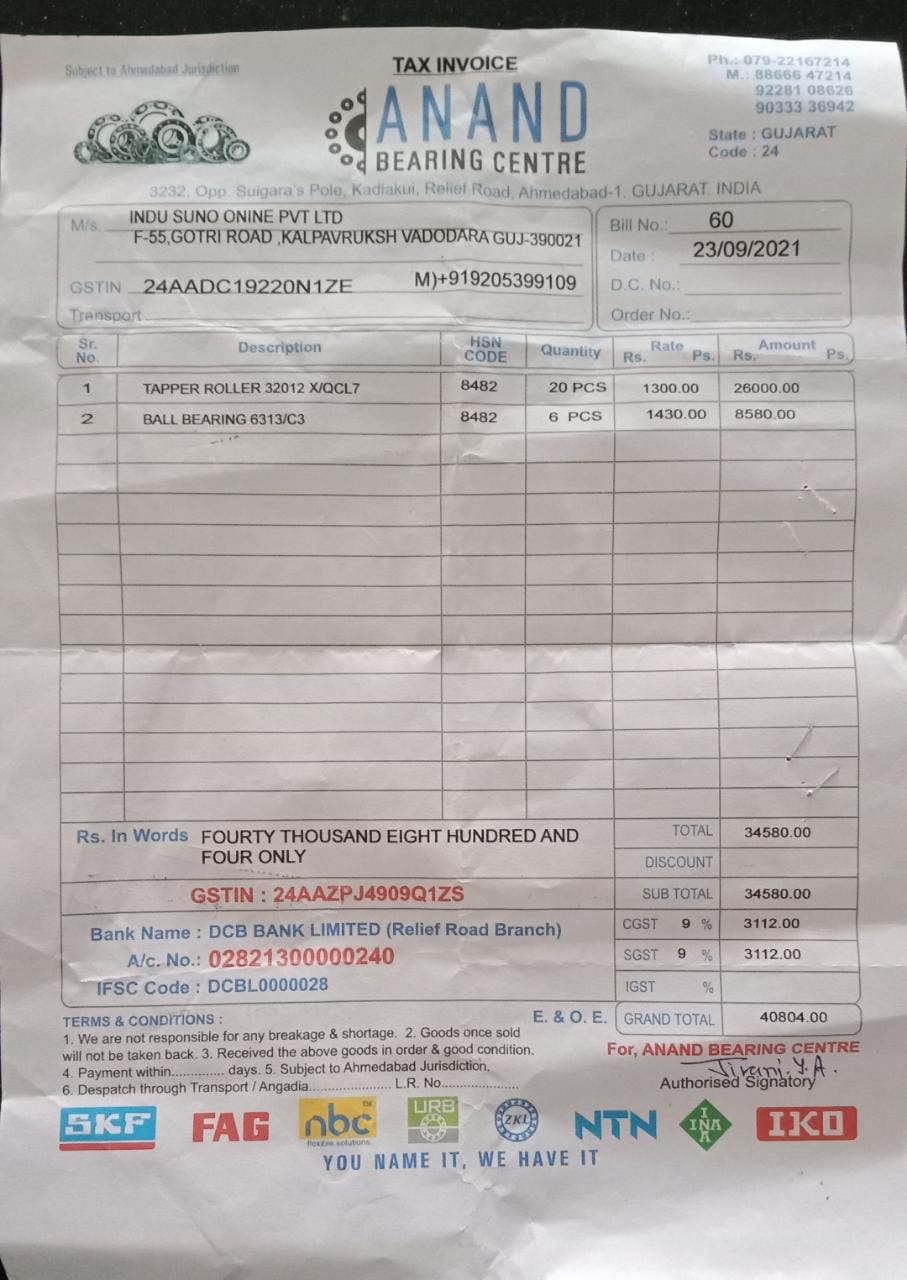 Subject to Ahmedabad Jurisdiction
TAX INVOICE
Ph.: 079-22167214
M.: 88666 47214
92281 08626
90333 36942
ANAND
BEARING CENTRE
State : GUJARAT
Code : 24
3232, Opp. Suigara's Pole, Kadiakui, Relief Road, Ahmedabad-1. GUJARAT. INDIA
M/s. INDU SUNO ONINE PVT LTD
F-55,GOTRI ROAD ,KALPAVRUKSH VADODARA GUJ-390021
GSTIN 24AADC19220N1ZE M)+919205399109
Transport
Bill No.: 60
Date : 23/09/2021
D.C. No.:
Order No.:
Sr. No. Description HSN CODE Quantity Rate Rs. Ps. Amount Rs. Ps.
1 TAPPER ROLLER 32012 X/QCL7 8482 20 PCS 1300.00 26000.00
2 BALL BEARING 6313/C3 8482 6 PCS 1430.00 8580.00
Rs. In Words FOURTY THOUSAND EIGHT HUNDRED AND
FOUR ONLY
TOTAL 34580.00
DISCOUNT
GSTIN : 24AAZPJ4909Q1ZS
SUB TOTAL 34580.00
Bank Name : DCB BANK LIMITED (Relief Road Branch)
CGST 9 % 3112.00
A/c. No.: 02821300000240
SGST 9 % 3112.00
IFSC Code : DCBL0000028
IGST %
TERMS & CONDITIONS :
E. & O. E.
GRAND TOTAL 40804.00
1. We are not responsible for any breakage & shortage. 2. Goods once sold
will not be taken back. 3. Received the above goods in order & good condition.
4. Payment within............. days. 5. Subject to Ahmedabad Jurisdiction.
6. Despatch through Transport / Angadia...................... L.R. No.....................
For, ANAND BEARING CENTRE
Authorised Signatory
SKF FAG nbc URB ZKL NTN INA IKO
TM
flexible solutions
YOU NAME IT, WE HAVE IT